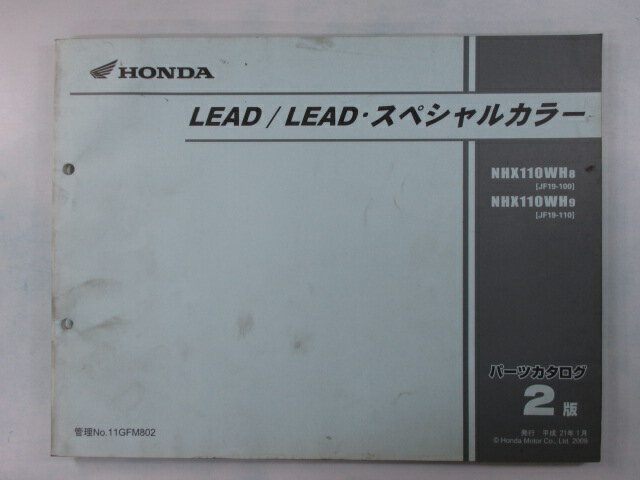 HONDA
LEAD / LEAD・スペシャルカラー
NHX110WH8
[JF19-100]
NHX110WH9
[JF19-110]
パーツカタログ
2版
発行 平成 21年 1月
© Honda Motor Co., Ltd. 2009
管理No.11GFM802